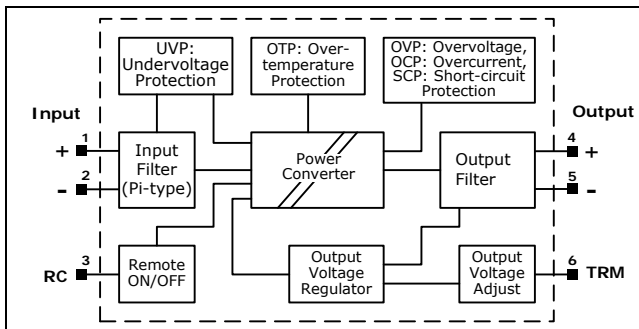 UVP:
Undervoltage
Protection
OTP: Over-
temperature
Protection
OVP: Overvoltage,
OCP: Overcurrent,
SCP: Short-circuit
Protection
Input
Output
1
+
2
-
Input
Filter
(Pi-type)
Power
Converter
Output
Filter
4
+
5
-
3
RC
Remote
ON/OFF
Output
Voltage
Regulator
Output
Voltage
Adjust
6
TRM